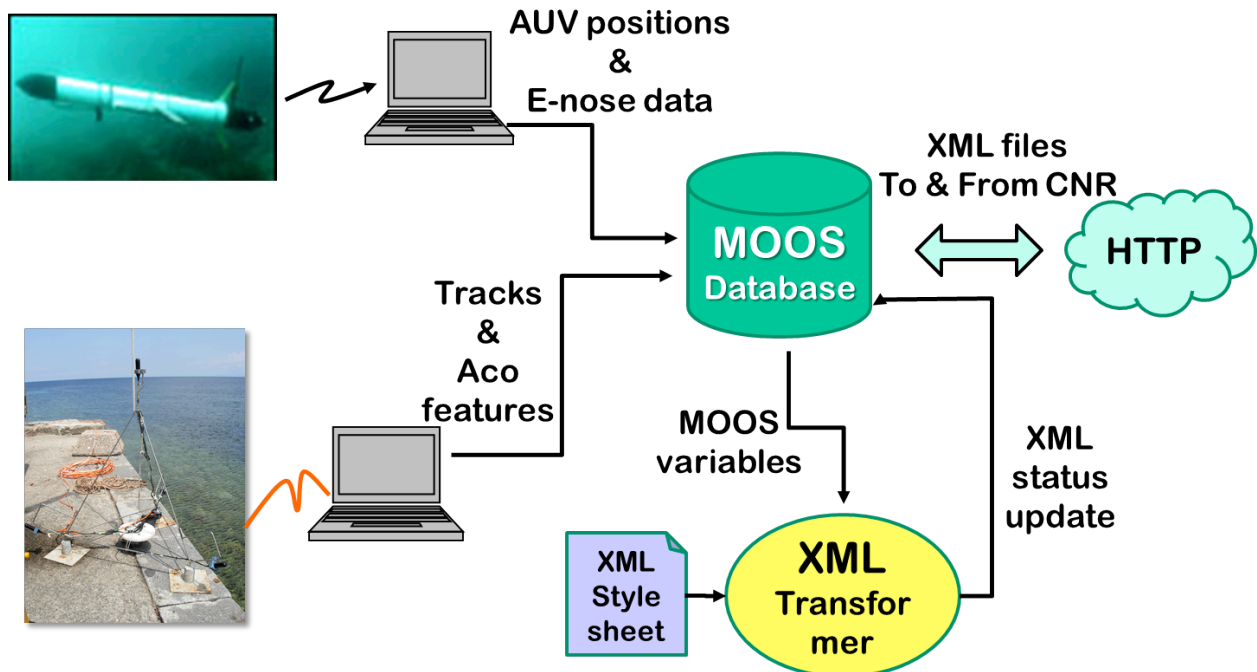 AUV positions
&
E-nose data
XML files
To & From CNR
MOOS
Database
HTTP
Tracks
&
Aco
features
MOOS
variables
XML
status
update
XML
Style
sheet
XML
Transfor
mer